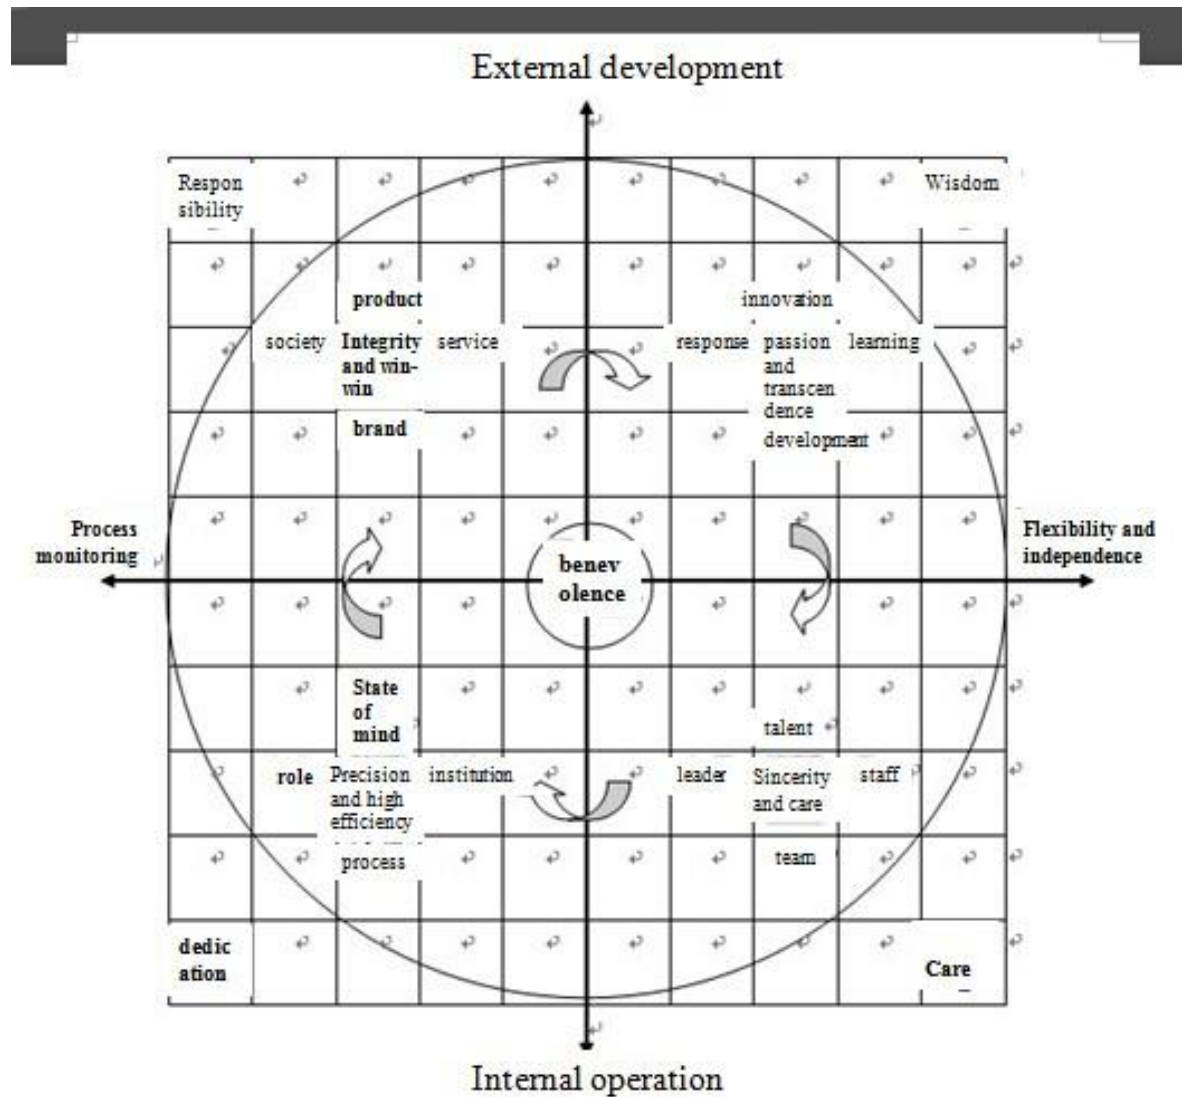 External development
Respon
sibility
Wisdom
product
innovation
society
Integrity
and win-
win
service
response
passion
and
transcen
dence
learning
brand
development
Process
monitoring
Flexibility and
independence
benev
olence
State
of
mind
talent
role
Precision
and high
efficiency
institution
leader
Sincerity
and care
staff
process
team
dedic
ation
Care
Internal operation